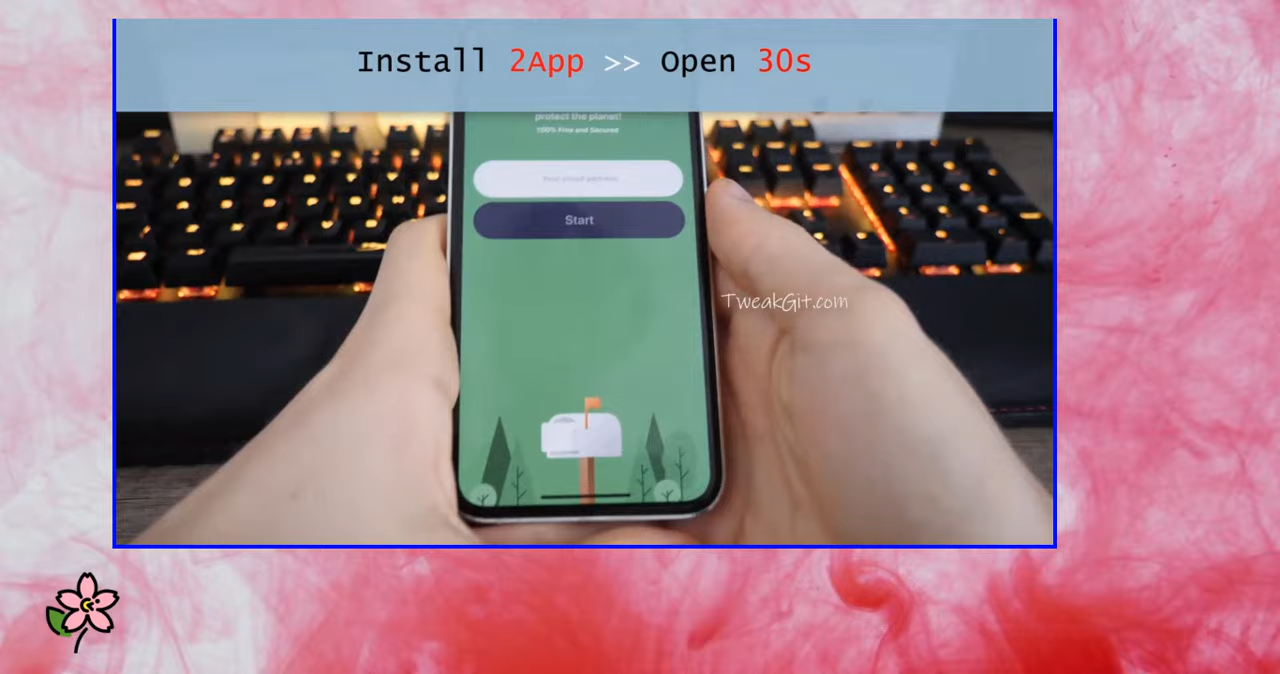 Install 2App >> Open 30s
protect the planet!
100% Free and Secured
Start
TweakGit.com